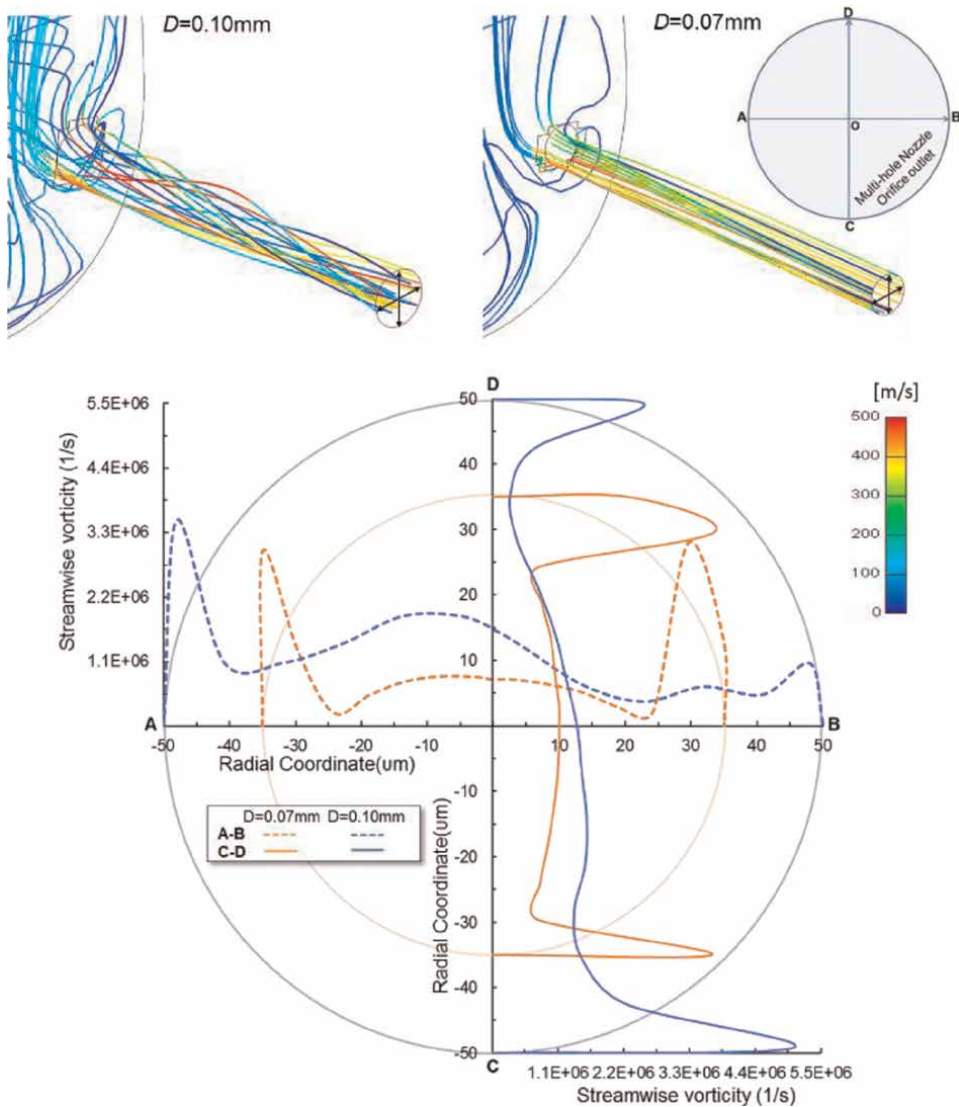 D=0.10mm
D=0.07mm
D
A
B
O
Multi-hole Nozzle
Orifice outlet
C
D
[m/s]
5.5E+06
4.4E+06
3.3E+06
2.2E+06
1.1E+06
Streamwise vorticity (1/s)
50
40
30
20
10
500
400
300
200
100
0
A
B
-50
-40
-30
-20
-10
10
20
30
40
50
Radial Coordinate(um)
-10
-20
-30
-40
-50
Radial Coordinate(um)
D=0.07mm D=0.10mm
A-B
C-D
C
1.1E+06 2.2E+06 3.3E+06 4.4E+06 5.5E+06
Streamwise vorticity (1/s)